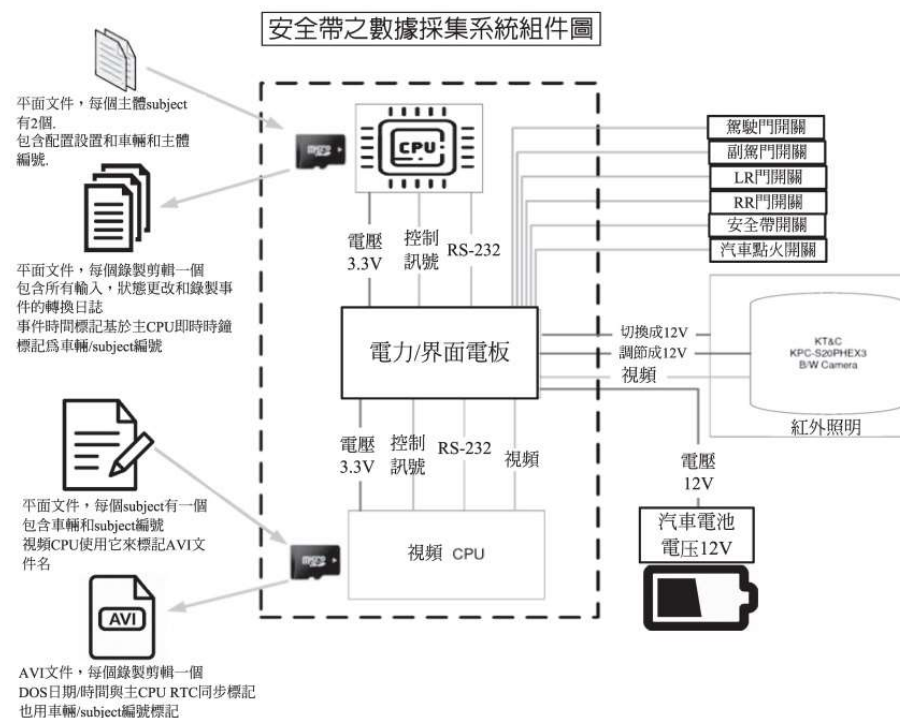 安全帶之數據採集系統組件圖
平面文件，每個主體subject
有2個.
包含配置設置和車輛和主體
編號.
平面文件，每個錄製剪輯一個
包含所有輸入，狀態更改和錄製事
件的轉換日誌
事件時間標記基於主CPU即時時鐘
標記爲車輛/subject編號
平面文件，每個subject有一個
包含車輛和subject編號
視頻CPU使用它來標記AVI文
件名
AVI
AVI文件，每個錄製剪輯一個
DOS日期/時間與主CPU RTC同步標記
也用車輛/subject編號標記
micro
CPU
電壓
3.3V
控制
訊號
RS-232
電力/界面電板
電壓
3.3V
控制
訊號
RS-232
視頻
micro
視頻 CPU
駕駛門開關
副駕門開關
LR門開關
RR門開關
安全帶開關
汽車點火開關
切換成12V
調節成12V
視頻
KT&C
KPC-S20PHEX3
B/W Camera
紅外照明
電壓
12V
汽車電池
電压12V